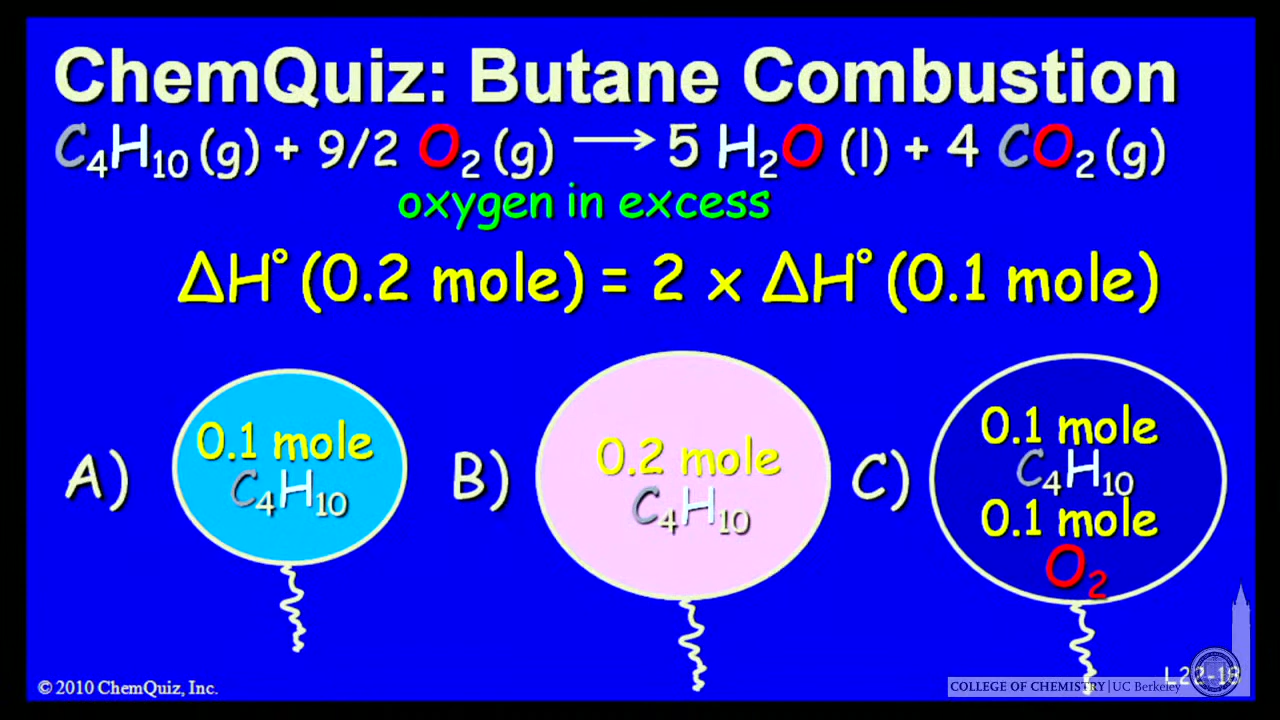 ChemQuiz: Butane Combustion
C₄H₁₀ (g) + 9/2 O₂ (g) ⟶ 5 H₂O (l) + 4 CO₂ (g)
oxygen in excess
ΔH° (0.2 mole) = 2 x ΔH° (0.1 mole)
A)
0.1 mole
C₄H₁₀
B)
0.2 mole
C₄H₁₀
C)
0.1 mole
C₄H₁₀
0.1 mole
O₂
© 2010 ChemQuiz, Inc.
L22-18
COLLEGE OF CHEMISTRY | UC Berkeley